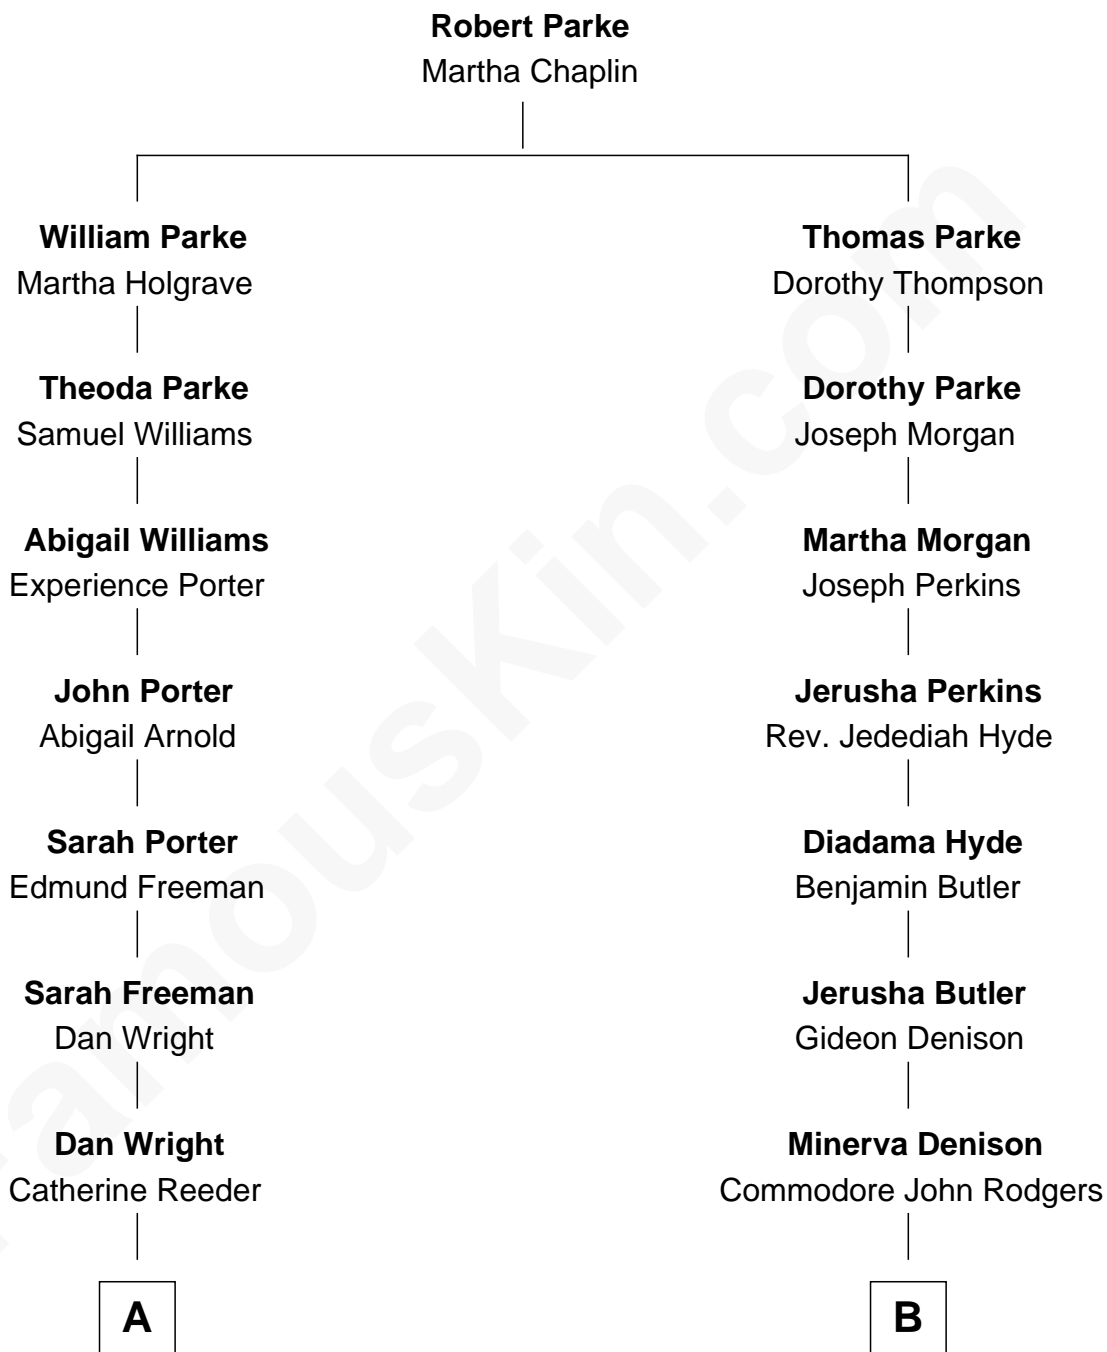 Robert Parke
Martha Chaplin
William Parke
Martha Holgrave
Thomas Parke
Dorothy Thompson
Theoda Parke
Samuel Williams
Dorothy Parke
Joseph Morgan
Abigail Williams
Experience Porter
Martha Morgan
Joseph Perkins
John Porter
Abigail Arnold
Jerusha Perkins
Rev. Jedediah Hyde
Sarah Porter
Edmund Freeman
Diadama Hyde
Benjamin Butler
Sarah Freeman
Dan Wright
Jerusha Butler
Gideon Denison
Dan Wright
Catherine Reeder
Minerva Denison
Commodore John Rodgers
A
B
FamousKin.com